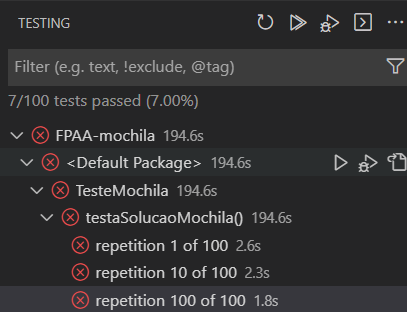 TESTING
Filter (e.g. text, !exclude, @tag)
7/100 tests passed (7.00%)
FPAA-mochila 194.6s
<Default Package> 194.6s
TesteMochila 194.6s
testaSolucaoMochila() 194.6s
repetition 1 of 100 2.6s
repetition 10 of 100 2.3s
repetition 100 of 100 1.8s